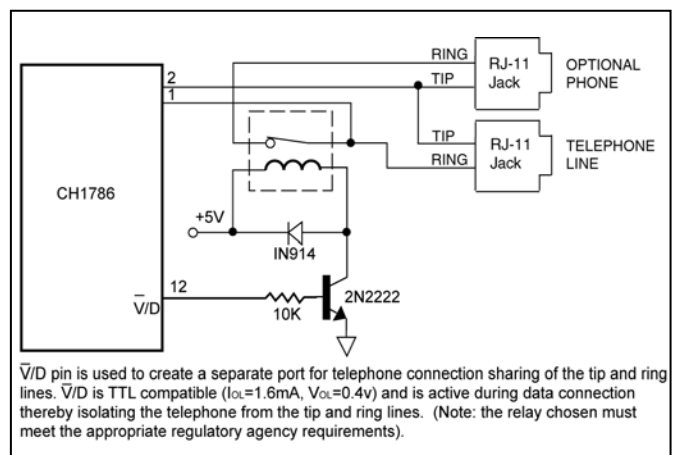 RING
TIP
RJ-11
Jack
OPTIONAL
PHONE
2
1
TIP
RING
RJ-11
Jack
TELEPHONE
LINE
CH1786
+5V
IN914
12
V̅/D
10K
2N2222
V̅/D pin is used to create a separate port for telephone connection sharing of the tip and ring
lines. V̅/D is TTL compatible (IOL=1.6mA, VOL=0.4v) and is active during data connection
thereby isolating the telephone from the tip and ring lines. (Note: the relay chosen must
meet the appropriate regulatory agency requirements).